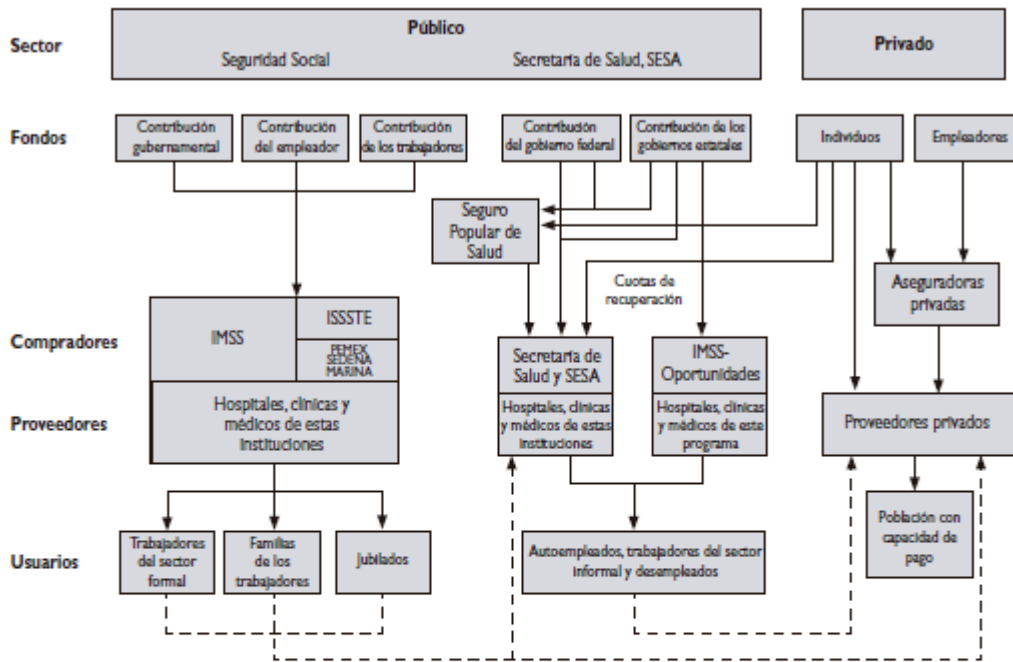 Sector
Público
Seguridad Social
Secretaría de Salud, SESA
Privado
Fondos
Contribución
gubernamental
Contribución
del empleador
Contribución
de los trabajadores
Contribución
del gobierno federal
Contribución de los
gobiernos estatales
Individuos
Empleadores
Seguro
Popular de
Salud
Cuotas de
recuperación
Aseguradoras
privadas
Compradores
IMSS
ISSSTE
PEMEX
SEDENA
MARINA
Secretaría de
Salud y SESA
IMSS-
Oportunidades
Proveedores
Hospitales, clínicas y
médicos de estas
instituciones
Hospitales, clínicas
y médicos de estas
instituciones
Hospitales, clínicas
y médicos de este
programa
Proveedores privados
Usuarios
Trabajadores
del sector
formal
Familias
de los
trabajadores
Jubilados
Autoempleados, trabajadores del sector
informal y desempleados
Población con
capacidad de
pago